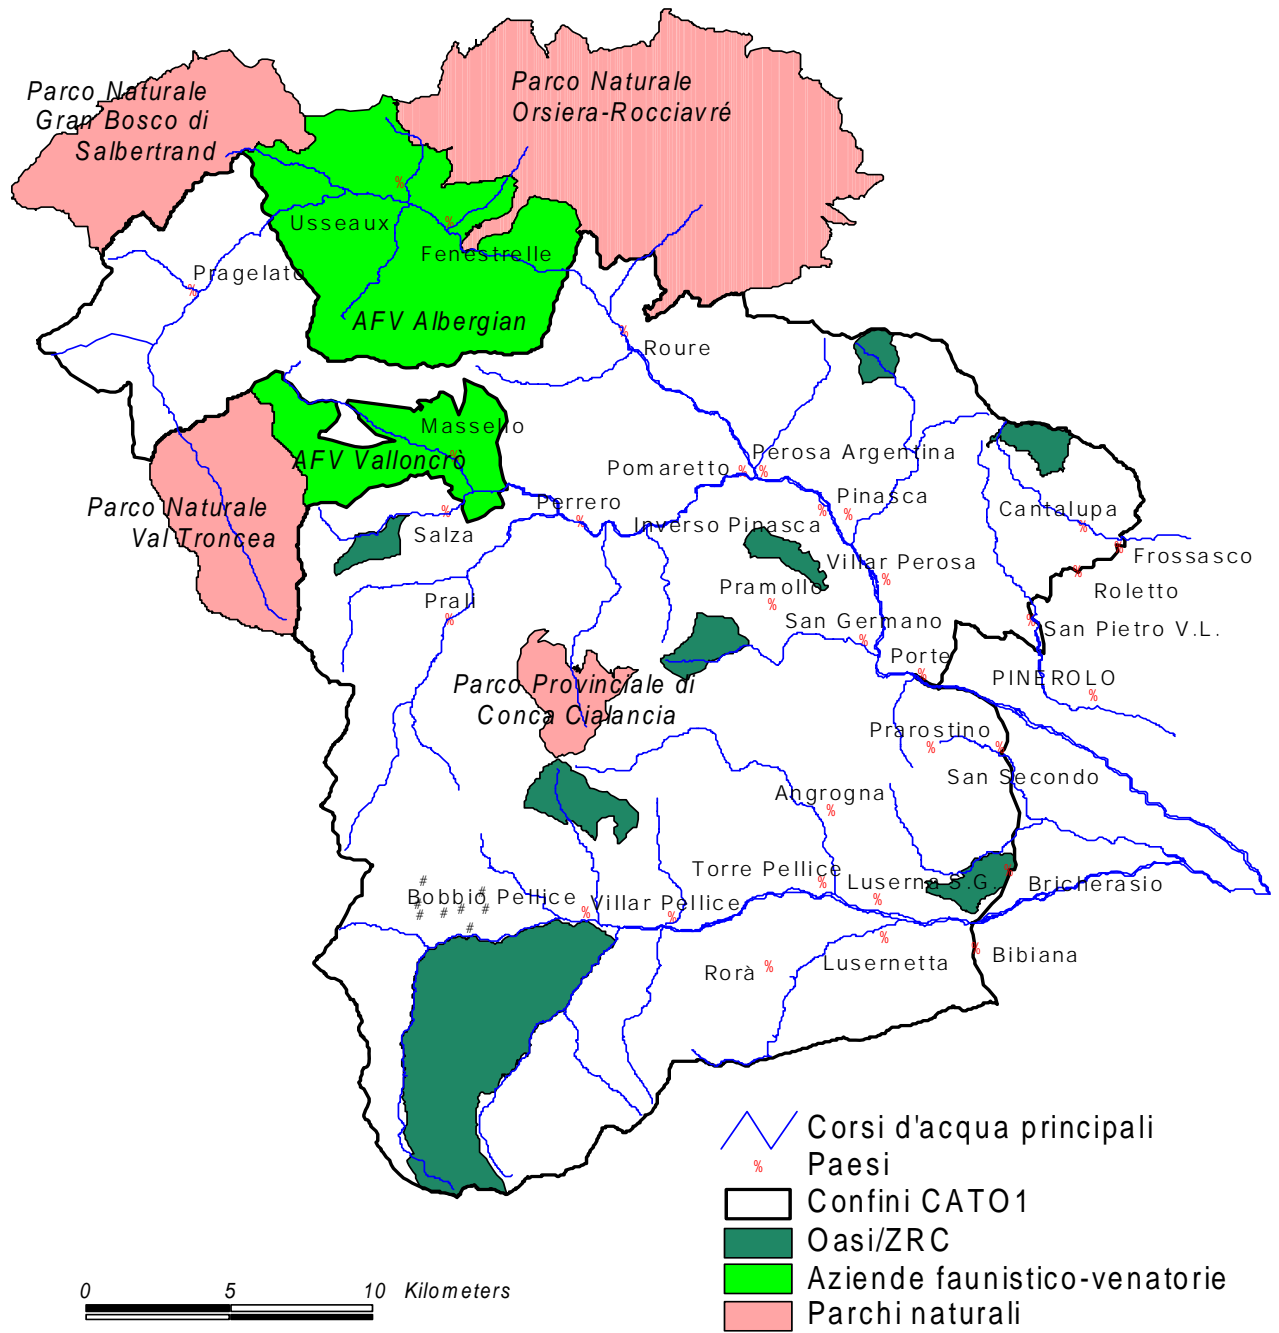 Parco Naturale
Gran Bosco di
Salbertrand
Parco Naturale
Orsiera-Rocciavré
Usseaux
Fenestrelle
Pragelato
AFV Albergian
Roure
Massello
AFV Valloncrò
Perosa Argentina
Pomaretto
Parco Naturale
Val Troncea
Perrero
Pinasca
Cantalupa
Salza
Inverso Pinasca
Frossasco
Villar Perosa
Roletto
Prali
Pramollo
San Germano
San Pietro V.L.
Porte
PINEROLO
Parco Provinciale di
Conca Cialancia
Prarostino
San Secondo
Angrogna
Torre Pellice
Luserna S.G.
Bricherasio
Bobbio Pellice
Villar Pellice
Rorà
Lusernetta
Bibiana
Corsi d'acqua principali
% Paesi
Confini CATO1
Oasi/ZRC
Aziende faunistico-venatorie
Parchi naturali
0 5 10 Kilometers